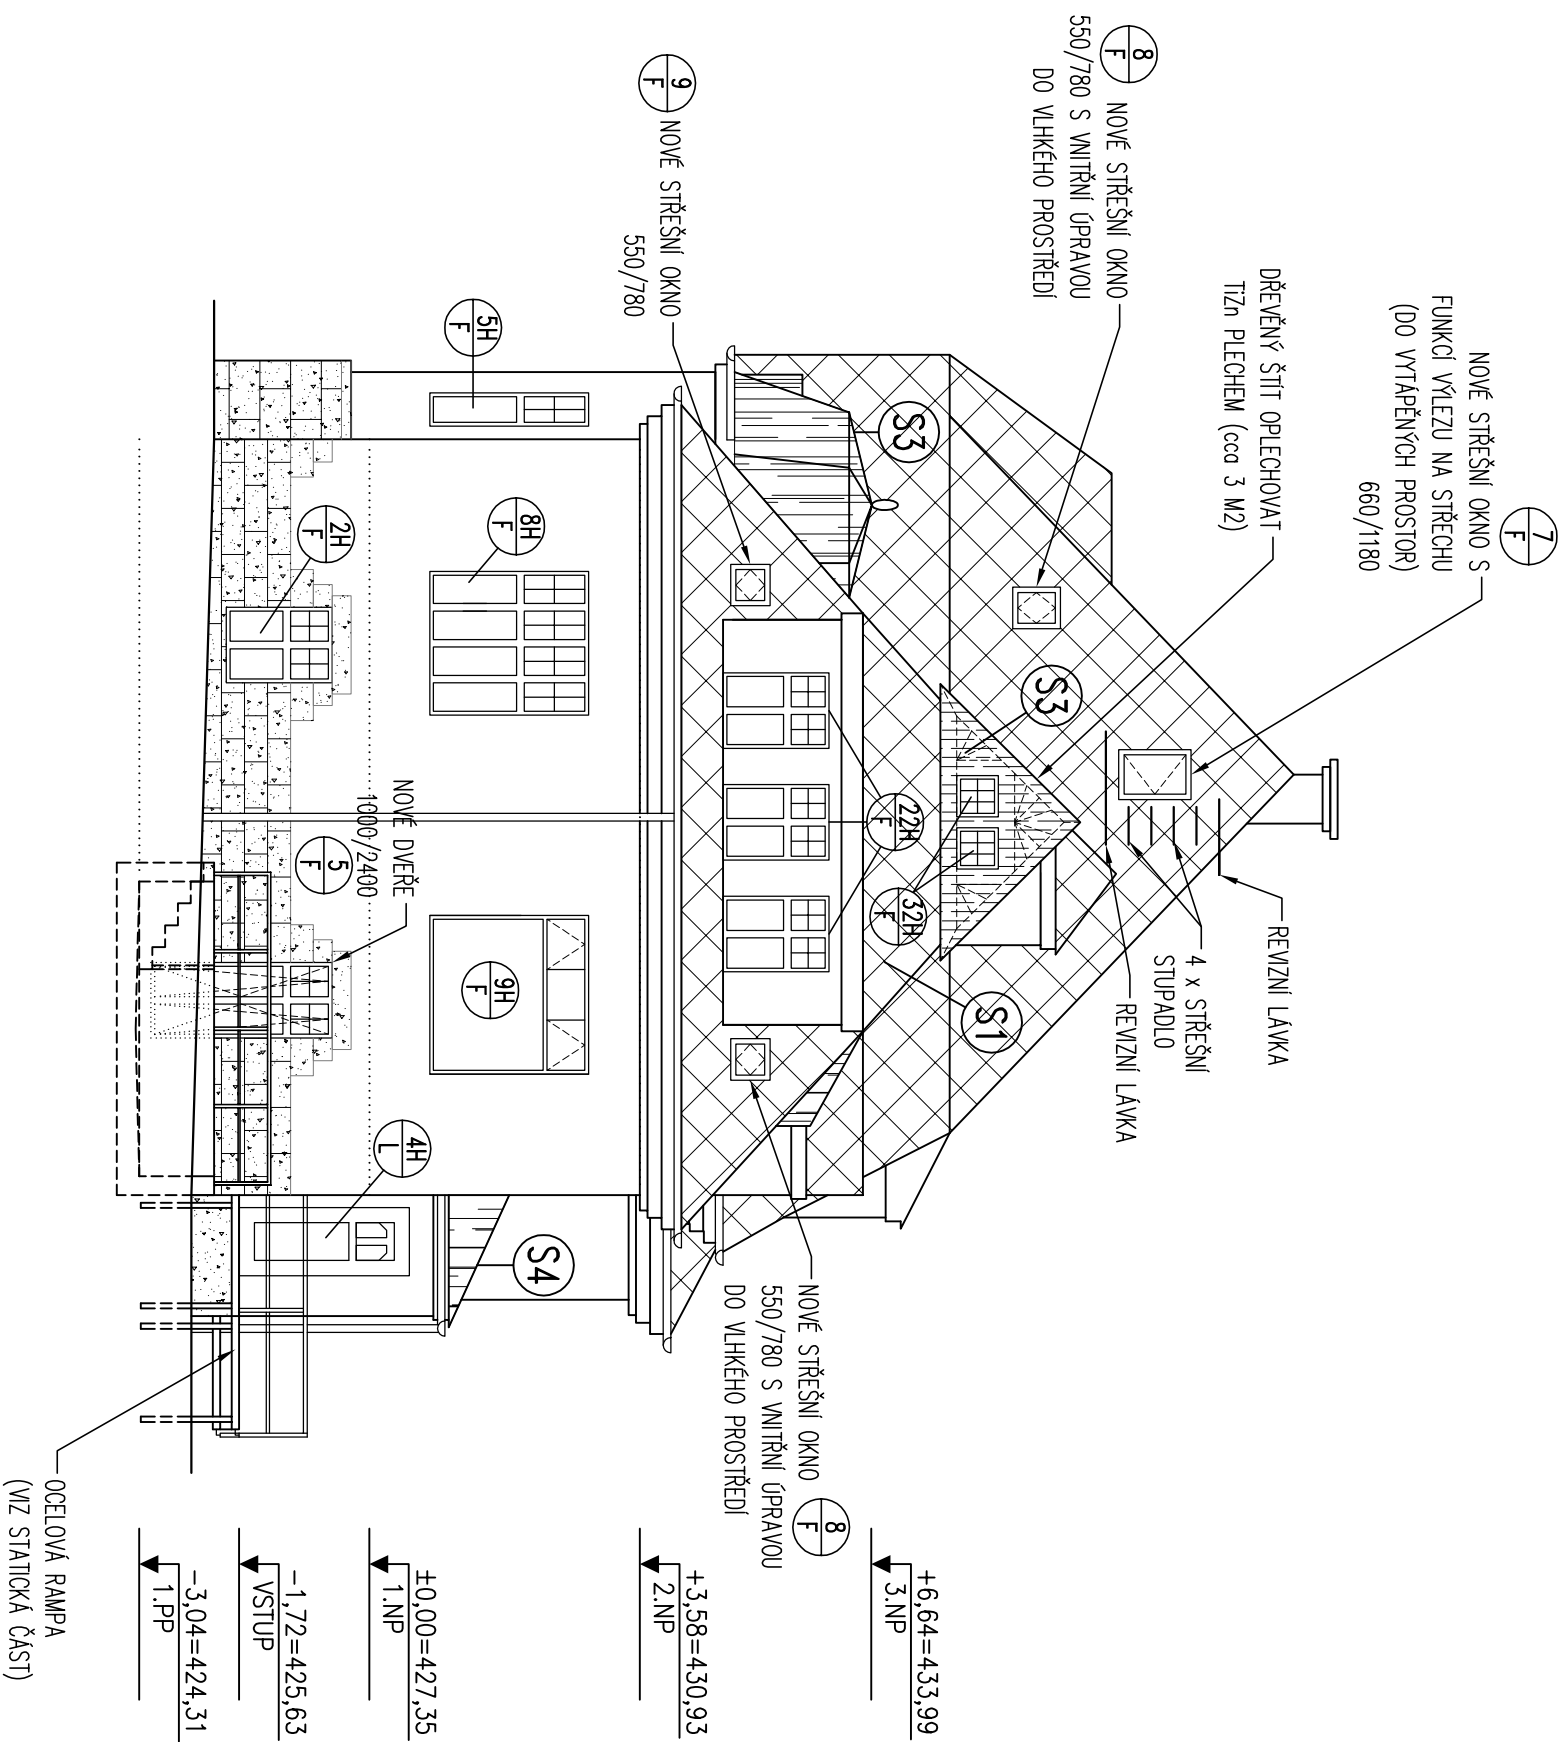 7
F
NOVÉ STŘEŠNÍ OKNO S
FUNKCÍ VÝLEZU NA STŘECHU
(DO VYTÁPĚNÝCH PROSTOR)
660/1180
DŘEVĚNÝ ŠTÍT OPLECHOVAT
TiZn PLECHEM (cca 3 M2)
8
F
NOVÉ STŘEŠNÍ OKNO
550/780 S VNITŘNÍ ÚPRAVOU
DO VLHKÉHO PROSTŘEDÍ
9
F
NOVÉ STŘEŠNÍ OKNO
550/780
REVIZNÍ LÁVKA
4 x STŘEŠNÍ
STUPADLO
REVIZNÍ LÁVKA
S3
S3
S1
22H
F
32H
F
5H
F
8H
F
2H
F
9H
F
NOVÉ DVEŘE
1000/2400
5
F
4H
L
S4
NOVÉ STŘEŠNÍ OKNO
550/780 S VNITŘNÍ ÚPRAVOU
DO VLHKÉHO PROSTŘEDÍ
8
F
+6,64=433,99
3.NP
+3,58=430,93
2.NP
±0,00=427,35
1.NP
-1,72=425,63
VSTUP
-3,04=424,31
1.PP
OCELOVÁ RAMPA
(VIZ STATICKÁ ČÁST)